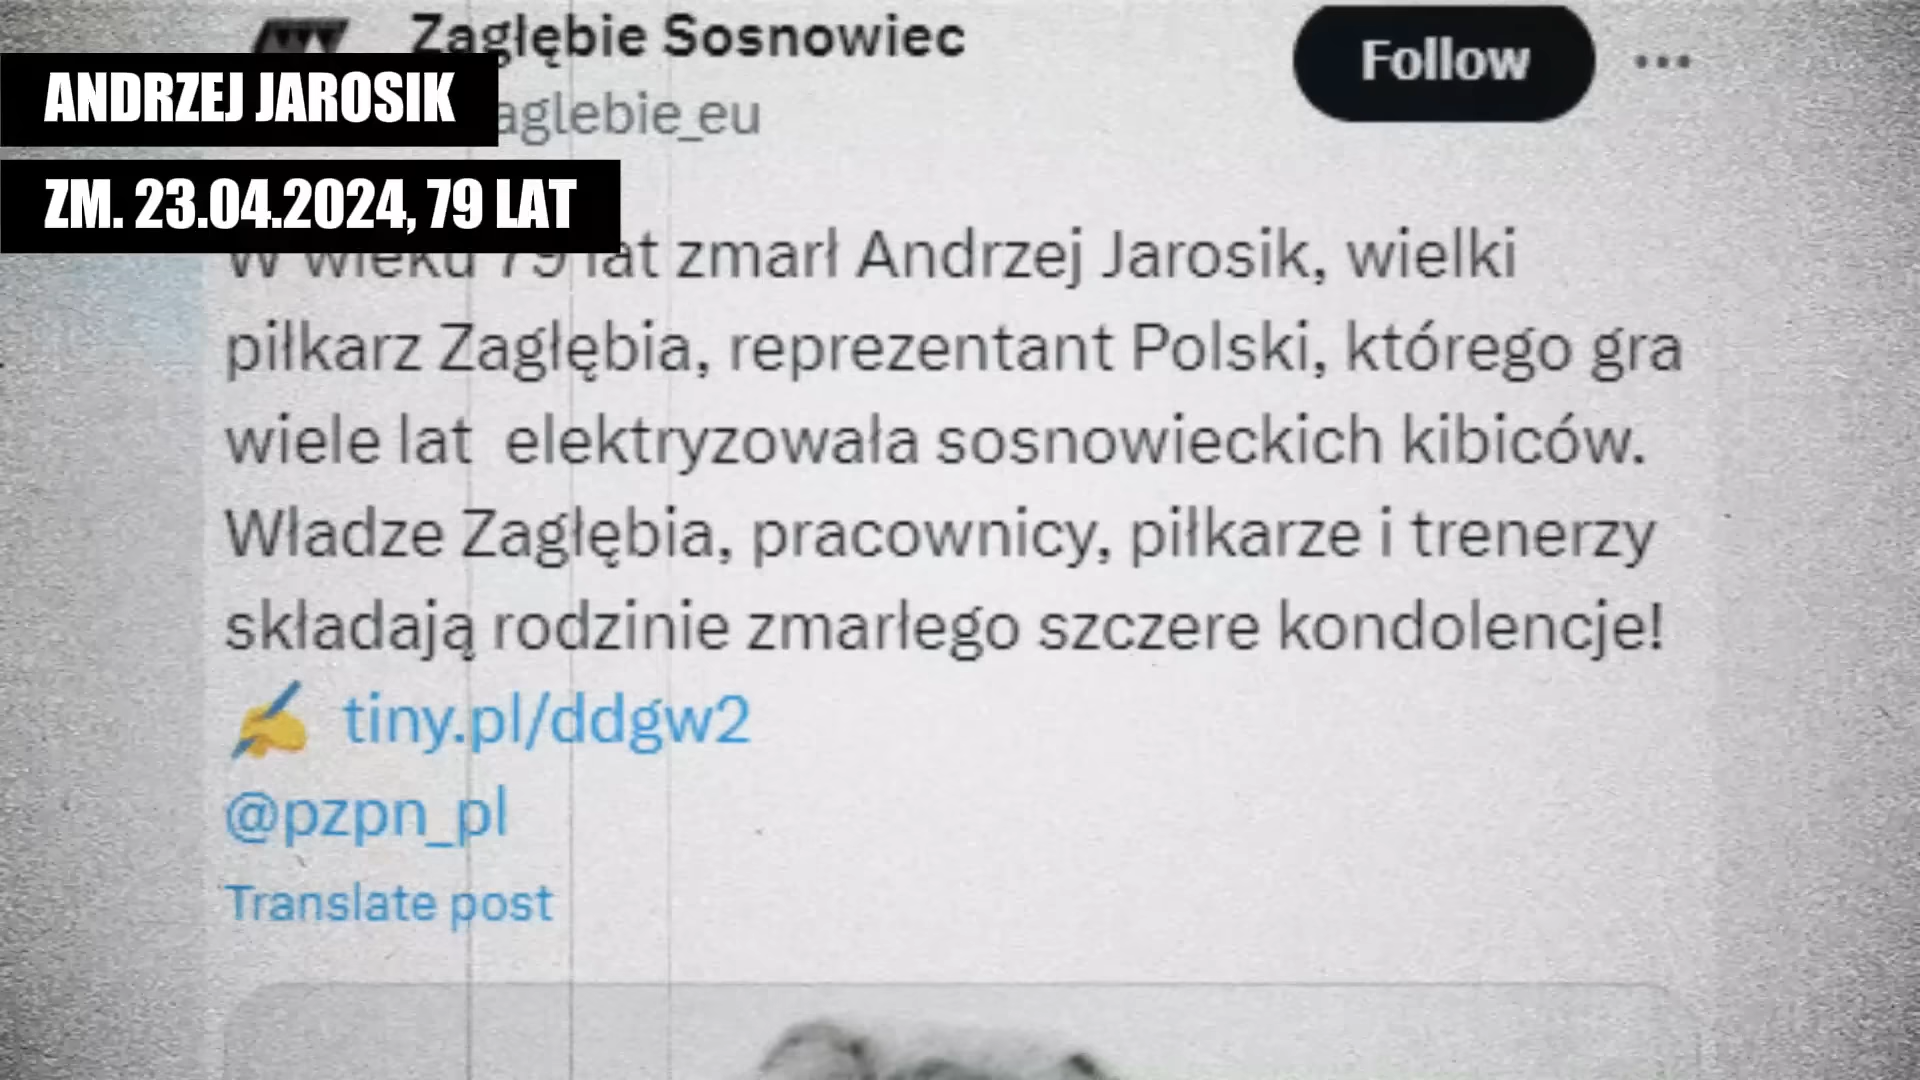 Zagłębie Sosnowiec
Follow
ANDRZEJ JAROSIK
aglebie_eu
ZM. 23.04.2024, 79 LAT
W wieku 79 lat zmarł Andrzej Jarosik, wielki
piłkarz Zagłębia, reprezentant Polski, którego gra
wiele lat elektryzowała sosnowieckich kibiców.
Władze Zagłębia, pracownicy, piłkarze i trenerzy
składają rodzinie zmarłego szczere kondolencje!
tiny.pl/ddgw2
@pzpn_pl
Translate post